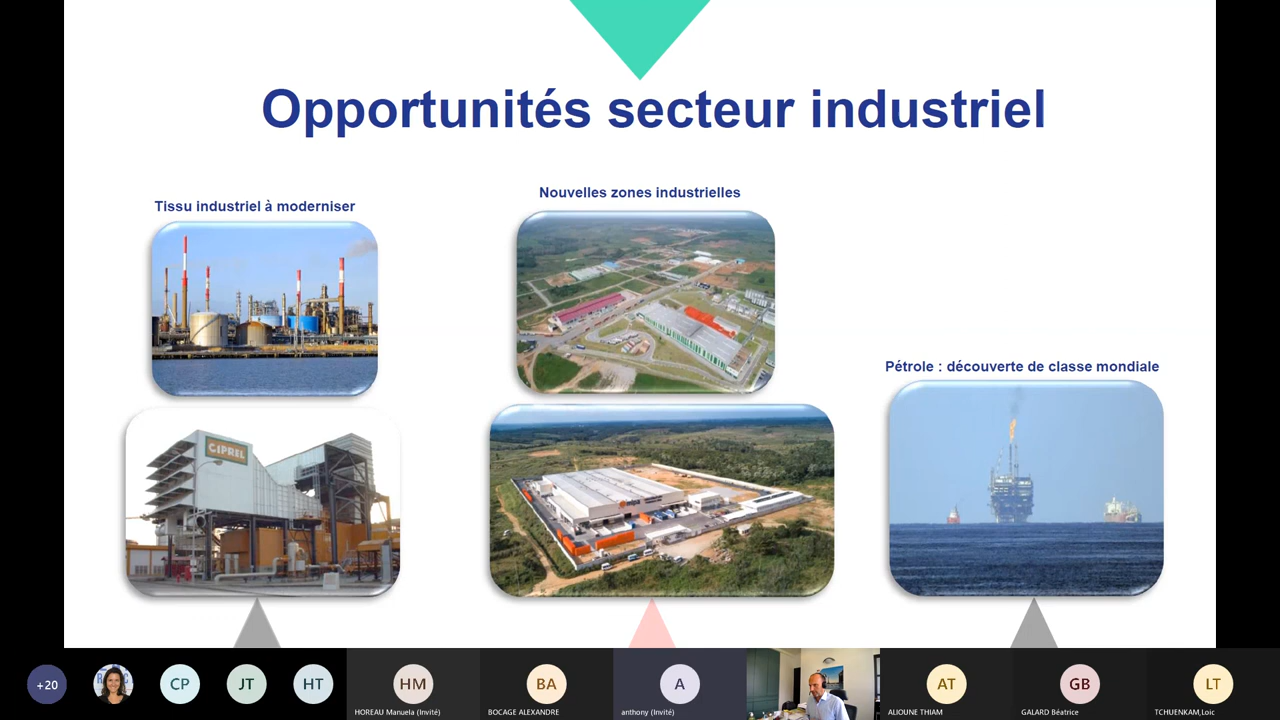 Opportunités secteur industriel
Tissu industriel à moderniser
Nouvelles zones industrielles
Pétrole : découverte de classe mondiale
CIPREL
+20
CP
JT
HT
HM
HOREAU Manuela (Invité)
BA
BOCAGE ALEXANDRE
A
anthony (Invité)
AT
ALIOUNE THIAM
GB
GALARD Béatrice
LT
TCHUENKAM,Loic